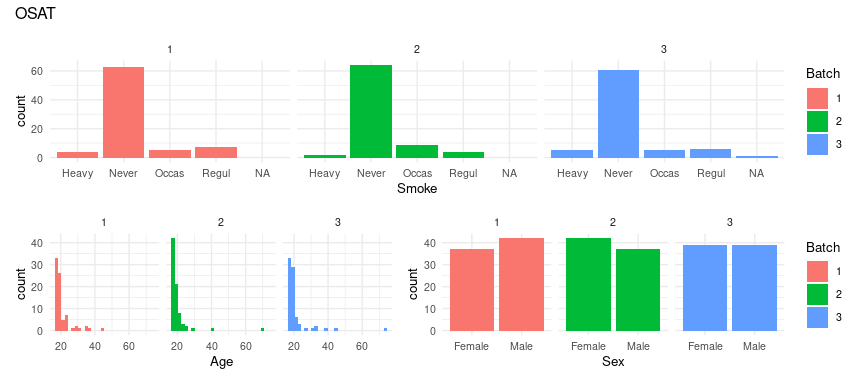 OSAT
1 2 3
60
40
20
0
count
Heavy Never Occas Regul NA Heavy Never Occas Regul NA Heavy Never Occas Regul NA
Smoke
Batch
1
2
3
1 2 3
40
30
20
10
0
count
20 40 60 20 40 60 20 40 60
Age
1 2 3
40
30
20
10
0
count
Female Male Female Male Female Male
Sex
Batch
1
2
3